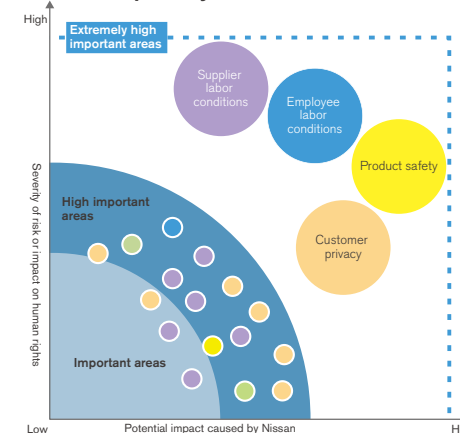 High
Extremely high
important areas
Supplier
labor
conditions
Employee
labor
conditions
Product safety
Customer
privacy
High important
areas
Important areas
Severity of risk or impact on human rights
Low
Potential impact caused by Nissan
H